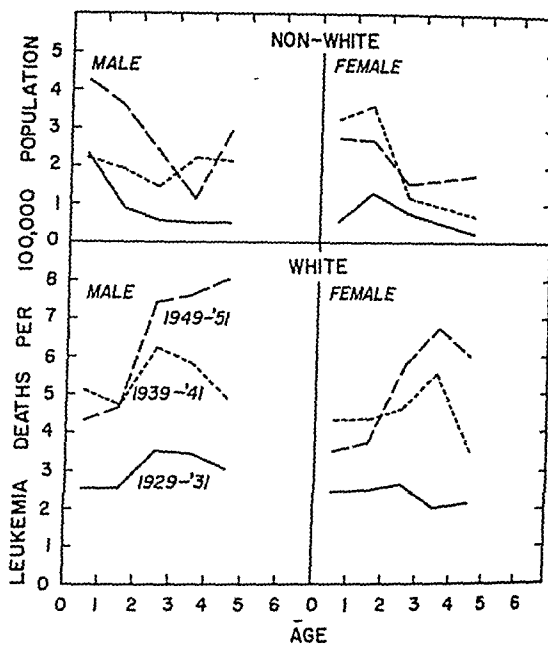 NON-WHITE
MALE
FEMALE
5
4
3
2
1
0
WHITE
MALE
FEMALE
8
7
6
5
4
3
2
1
0
1949-'51
1939-'41
1929-'31
0 1 2 3 4 5 0 1 2 3 4 5 6
AGE
LEUKEMIA DEATHS PER 100,000 POPULATION